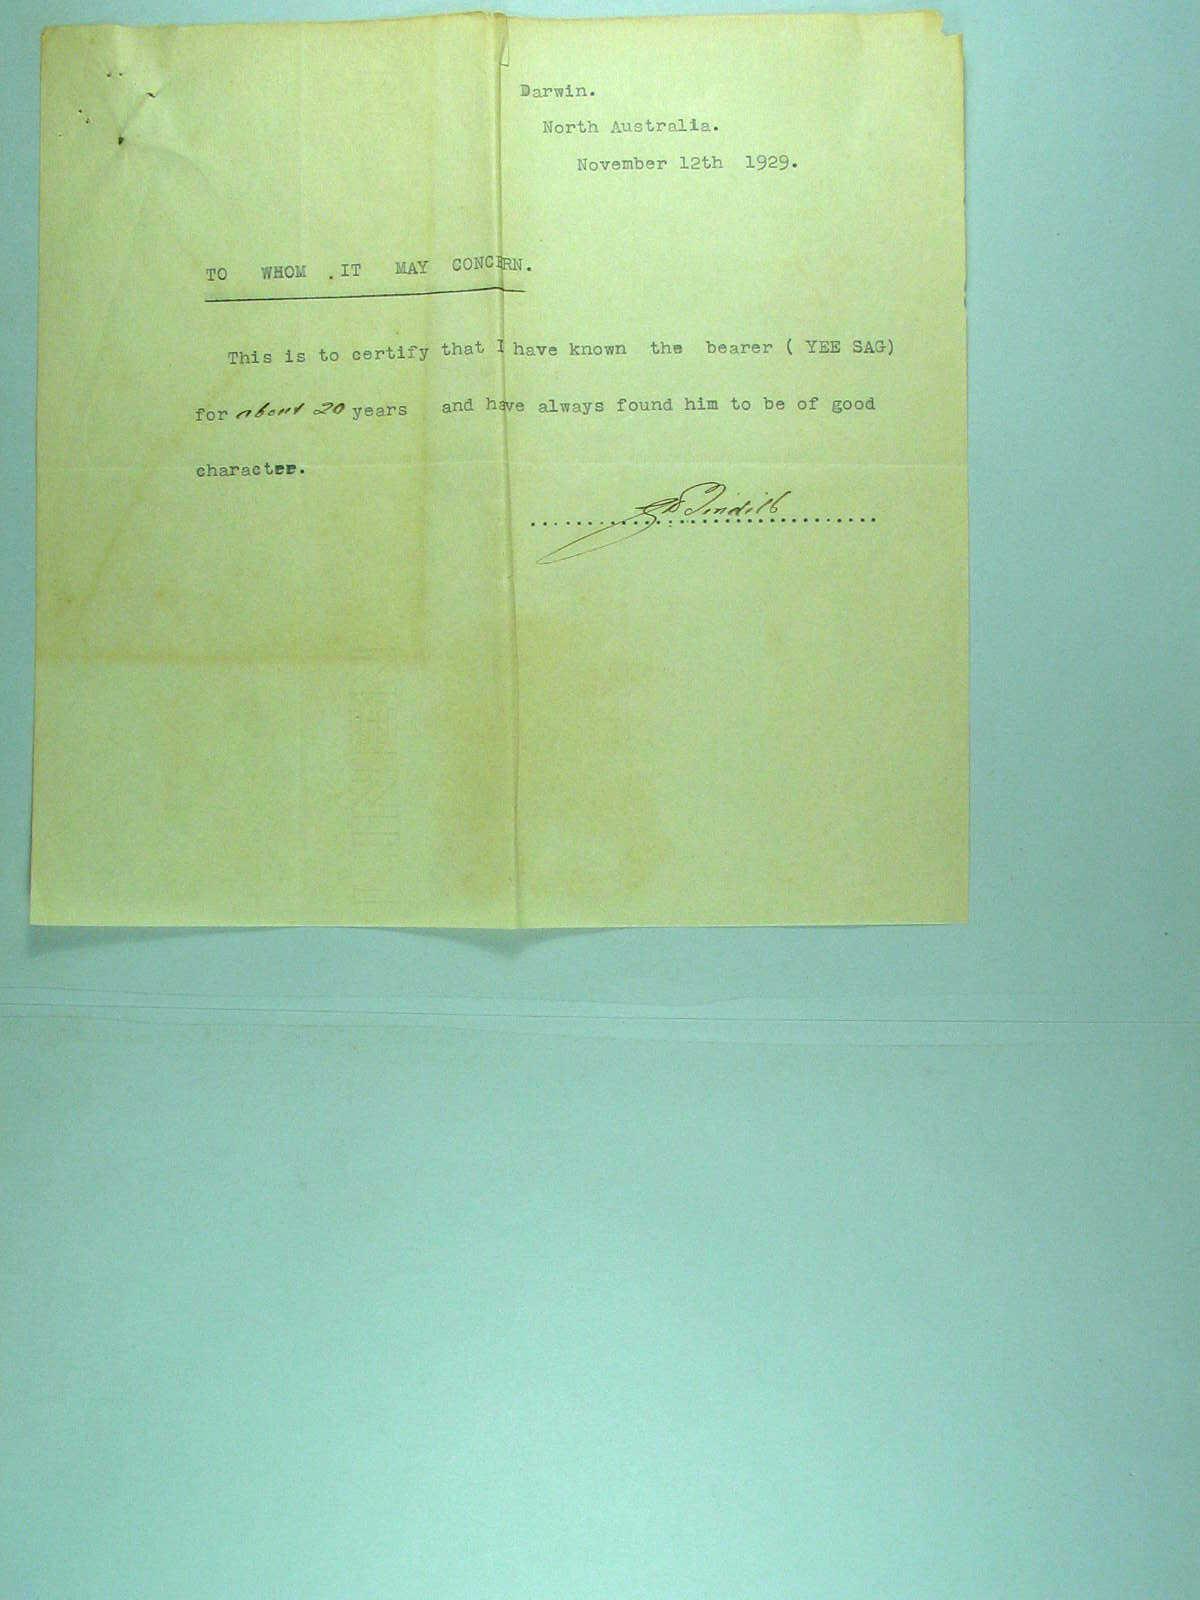 Darwin.
North Australia.
November 12th 1929.
TO WHOM .IT MAY CONCERN.
This is to certify that I have known the bearer ( YEE SAG)
for about 20 years and have always found him to be of good
character.